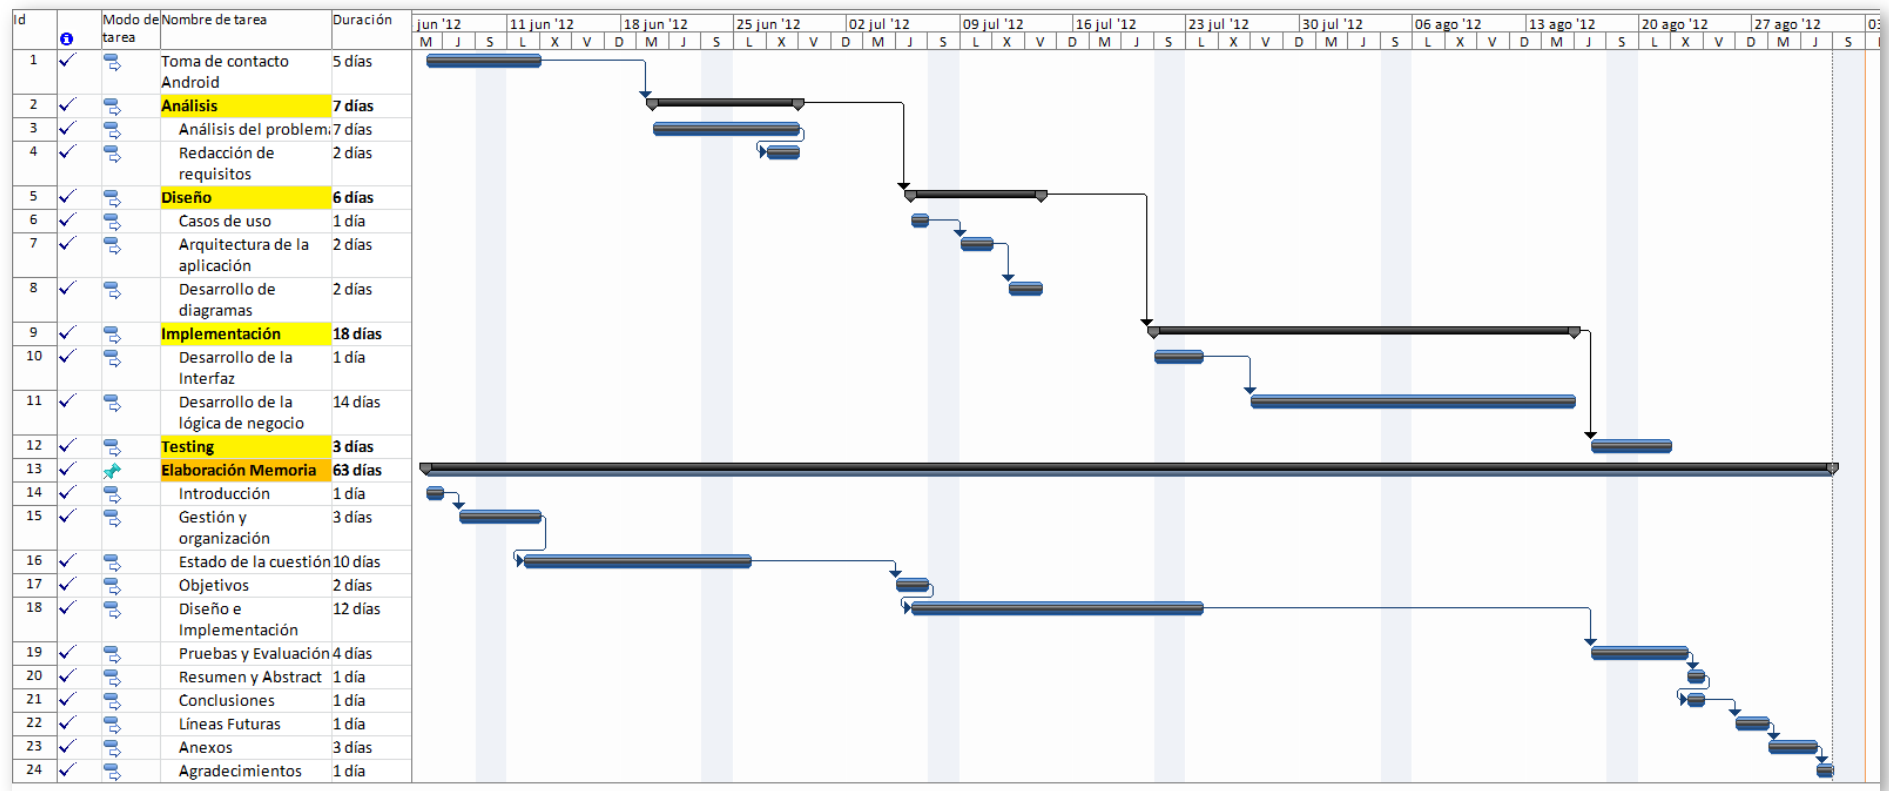 Id Modo de Nombre de tarea Duración jun '12 11 jun '12 18 jun '12 25 jun '12 02 jul '12 09 jul '12 16 jul '12 23 jul '12 30 jul '12 06 ago '12 13 ago '12 20 ago '12 27 ago '12
tarea M J S L X V D M J S L X V D M J S L X V D M J S L X V D M J S L X V D M J S L X V D M J S
1 Toma de contacto 5 días
Android
2 Análisis 7 días
3 Análisis del problem 7 días
4 Redacción de 2 días
requisitos
5 Diseño 6 días
6 Casos de uso 1 día
7 Arquitectura de la 2 días
aplicación
8 Desarrollo de 2 días
diagramas
9 Implementación 18 días
10 Desarrollo de la 1 día
Interfaz
11 Desarrollo de la 14 días
lógica de negocio
12 Testing 3 días
13 Elaboración Memoria 63 días
14 Introducción 1 día
15 Gestión y 3 días
organización
16 Estado de la cuestión 10 días
17 Objetivos 2 días
18 Diseño e 12 días
Implementación
19 Pruebas y Evaluación 4 días
20 Resumen y Abstract 1 día
21 Conclusiones 1 día
22 Líneas Futuras 1 día
23 Anexos 3 días
24 Agradecimientos 1 día